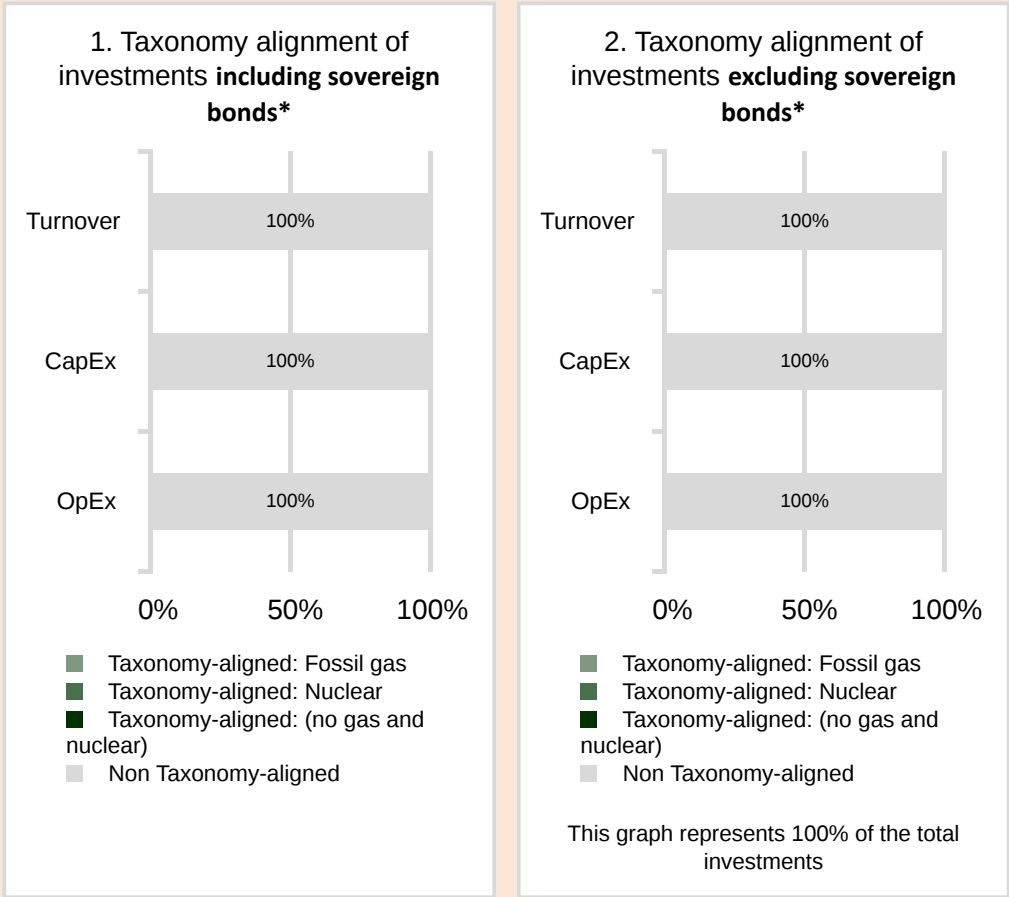 1. Taxonomy alignment of
investments including sovereign
bonds*
Turnover
100%
CapEx
100%
OpEx
100%
0% 50% 100%
Taxonomy-aligned: Fossil gas
Taxonomy-aligned: Nuclear
Taxonomy-aligned: (no gas and
nuclear)
Non Taxonomy-aligned
2. Taxonomy alignment of
investments excluding sovereign
bonds*
Turnover
100%
CapEx
100%
OpEx
100%
0% 50% 100%
Taxonomy-aligned: Fossil gas
Taxonomy-aligned: Nuclear
Taxonomy-aligned: (no gas and
nuclear)
Non Taxonomy-aligned
This graph represents 100% of the total
investments